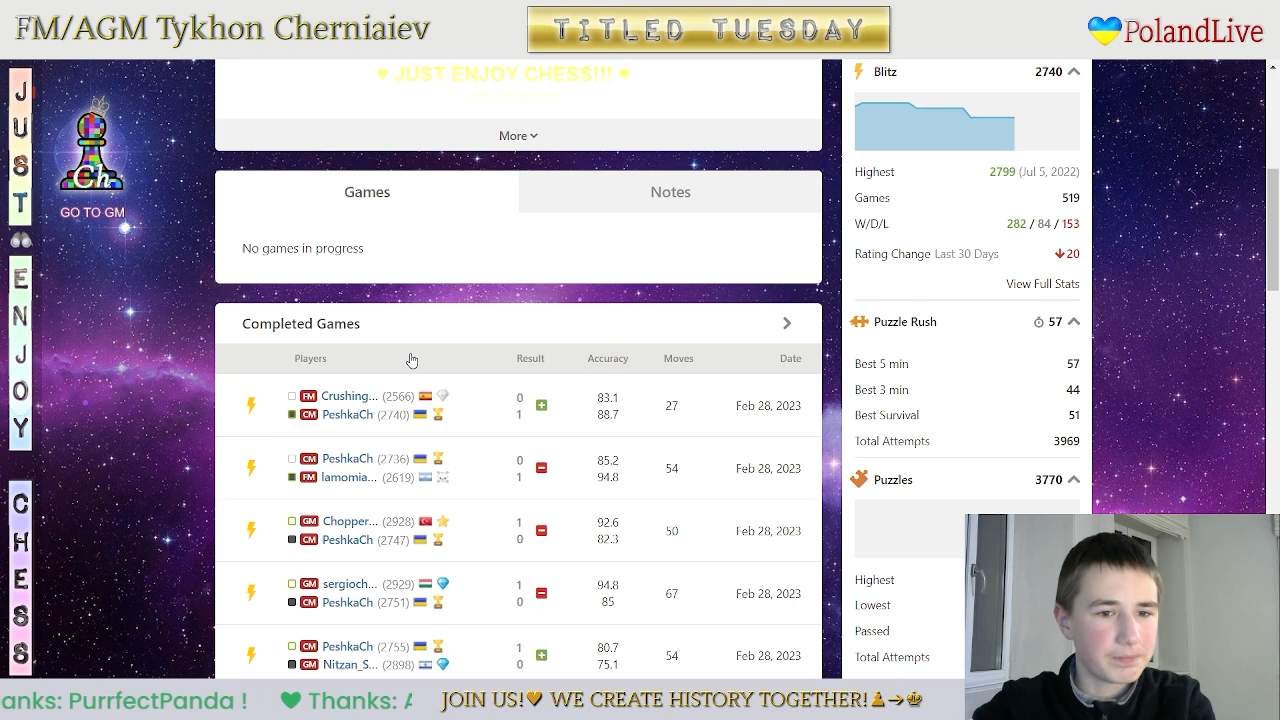 FM/AGM Tykhon Cherniaiev
TITLED TUESDAY
PolandLive
JUST
ENJOY
CHESS
Ch
GO TO GM
♥ JUST ENJOY CHESS!!! ♥
More
Games
Notes
No games in progress
Completed Games
Players Result Accuracy Moves Date
FM Crushing... (2566) 0 83.1
CM PeshkaCh (2740) 1 88.7
27 Feb 28, 2023
CM PeshkaCh (2736) 0 85.2
FM lamomia... (2619) 1 94.8
54 Feb 28, 2023
GM Chopper... (2928) 1 92.6
CM PeshkaCh (2747) 0 82.3
50 Feb 28, 2023
GM sergioch... (2929) 1 94.8
CM PeshkaCh (2751) 0 85
67 Feb 28, 2023
CM PeshkaCh (2755) 1 80.7
GM Nitzan_S... (2898) 0 75.1
54 Feb 28, 2023
Blitz 2740
Highest 2799 (Jul 5, 2022)
Games 519
W/D/L 282 / 84 / 153
Rating Change Last 30 Days 20
View Full Stats
Puzzle Rush 57
Best 5 min 57
Best 3 min 44
Best Survival 51
Total Attempts 3969
Puzzles 3770
Highest
Lowest
Passed
Total Attempts
anks: PurrfectPanda ! Thanks: A
JOIN US! WE CREATE HISTORY TOGETHER!